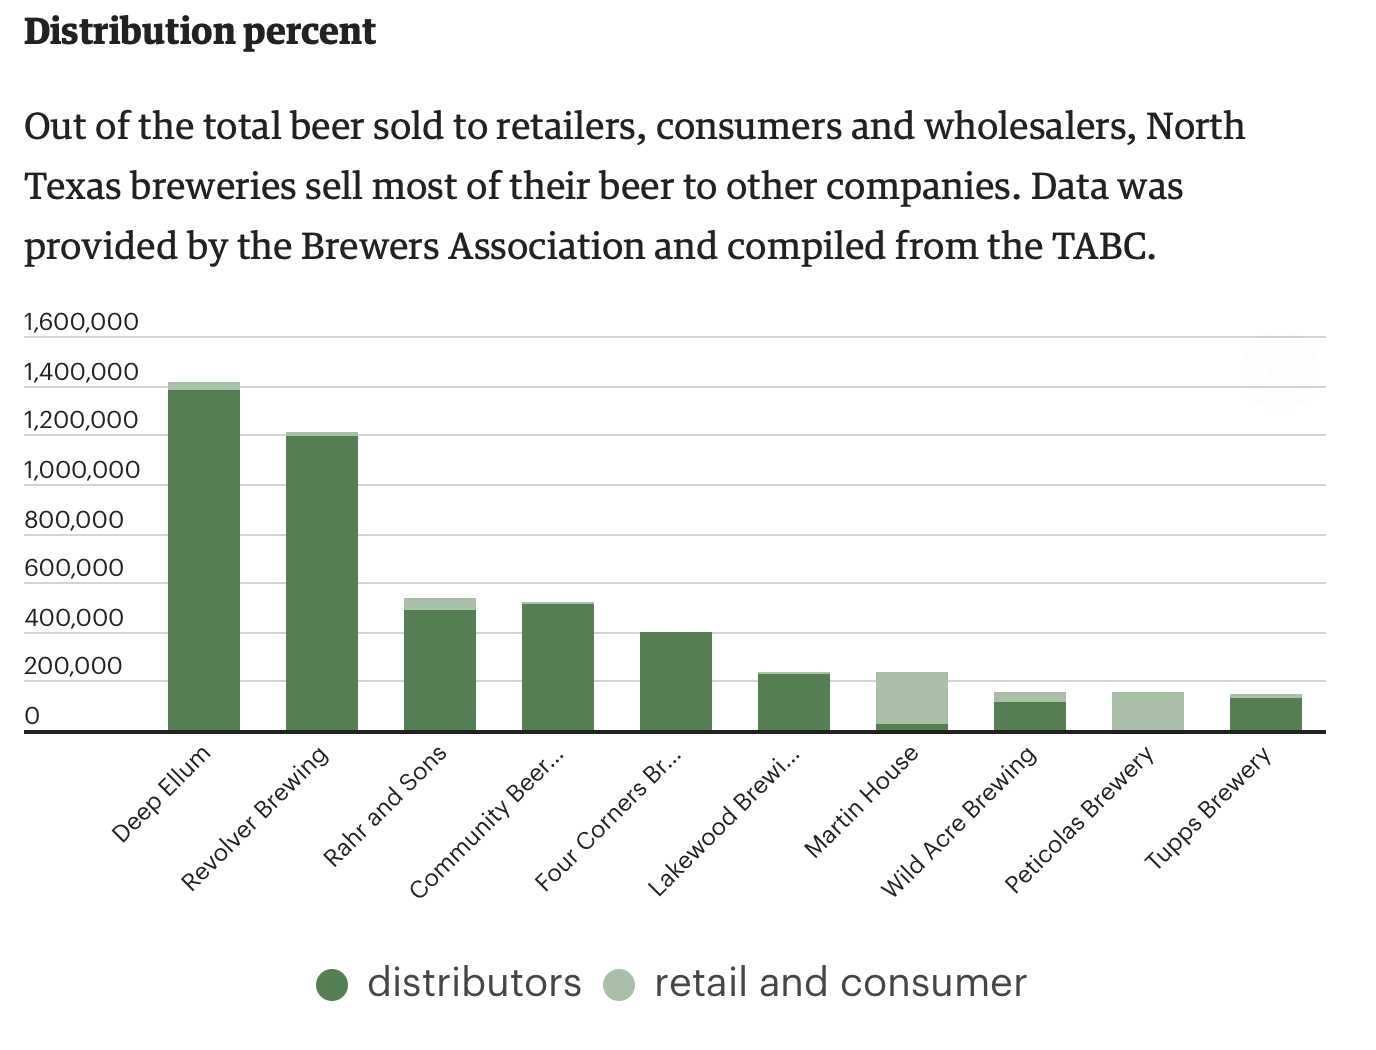 Distribution percent
Out of the total beer sold to retailers, consumers and wholesalers, North
Texas breweries sell most of their beer to other companies. Data was
provided by the Brewers Association and compiled from the TABC.
1,600,000
1,400,000
1,200,000
1,000,000
800,000
600,000
400,000
200,000
0
Deep Ellum
Revolver Brewing
Rahr and Sons
Community Beer...
Four Corners Br...
Lakewood Brewi...
Martin House
Wild Acre Brewing
Peticolas Brewery
Tupps Brewery
distributors
retail and consumer